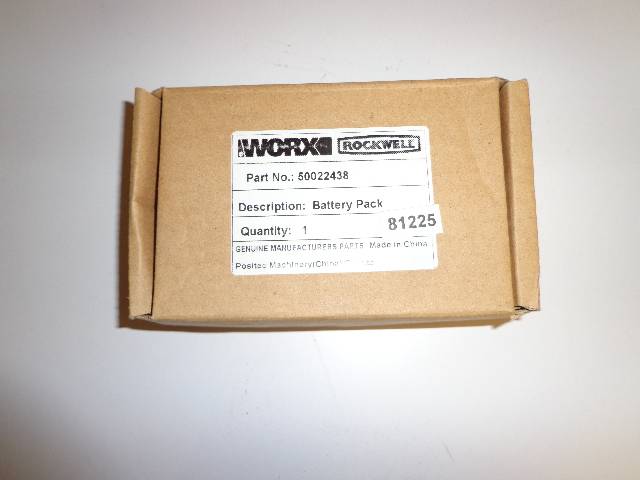 WORX ROCKWELL
Part No.: 50022438
Description: Battery Pack
Quantity: 1
81225
GENUINE MANUFACTURERS PARTS Made in China
Positec Machinery(China)